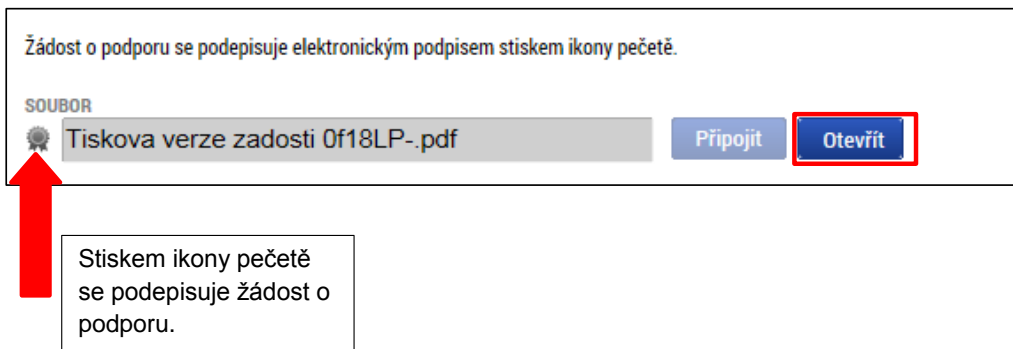 Žádost o podporu se podepisuje elektronickým podpisem stiskem ikony pečetě.
SOUBOR
Tiskova verze zadosti 0f18LP-.pdf Připojit Otevřít
Stiskem ikony pečetě
se podepisuje žádost o
podporu.